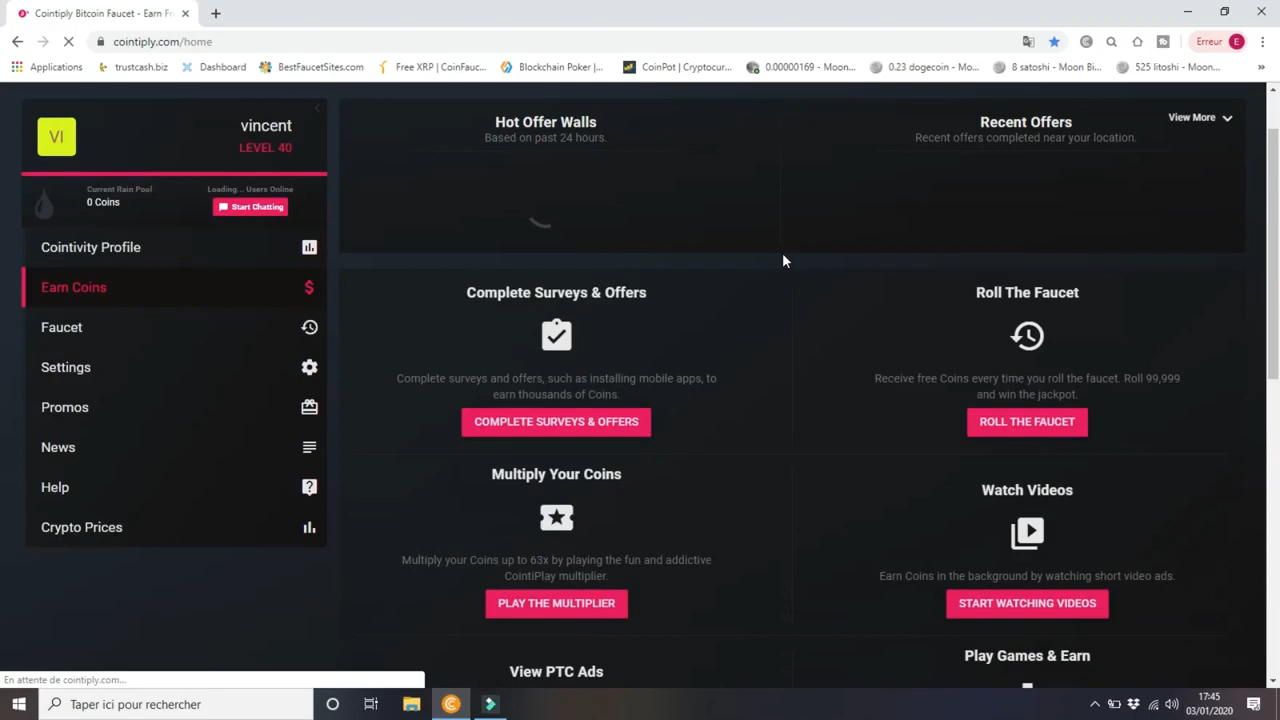 Cointiply Bitcoin Faucet - Earn Fr
cointiply.com/home
Erreur E
Applications
trustcash.biz
Dashboard
BestFaucetSites.com
Free XRP | CoinFauc...
Blockchain Poker |...
CoinPot | Cryptocur...
0.00000169 - Moon...
0.23 dogecoin - Mo...
8 satoshi - Moon Bi...
525 litoshi - Moon...
VI
vincent
LEVEL 40
Current Rain Pool
0 Coins
Loading... Users Online
Start Chatting
Cointivity Profile
Earn Coins
Faucet
Settings
Promos
News
Help
Crypto Prices
Hot Offer Walls
Based on past 24 hours.
Recent Offers
Recent offers completed near your location.
View More
Complete Surveys & Offers
Complete surveys and offers, such as installing mobile apps, to
earn thousands of Coins.
COMPLETE SURVEYS & OFFERS
Roll The Faucet
Receive free Coins every time you roll the faucet. Roll 99,999
and win the jackpot.
ROLL THE FAUCET
Multiply Your Coins
Multiply your Coins up to 63x by playing the fun and addictive
CointiPlay multiplier.
PLAY THE MULTIPLIER
Watch Videos
Earn Coins in the background by watching short video ads.
START WATCHING VIDEOS
View PTC Ads
Play Games & Earn
En attente de cointiply.com...
Taper ici pour rechercher
17:45
03/01/2020